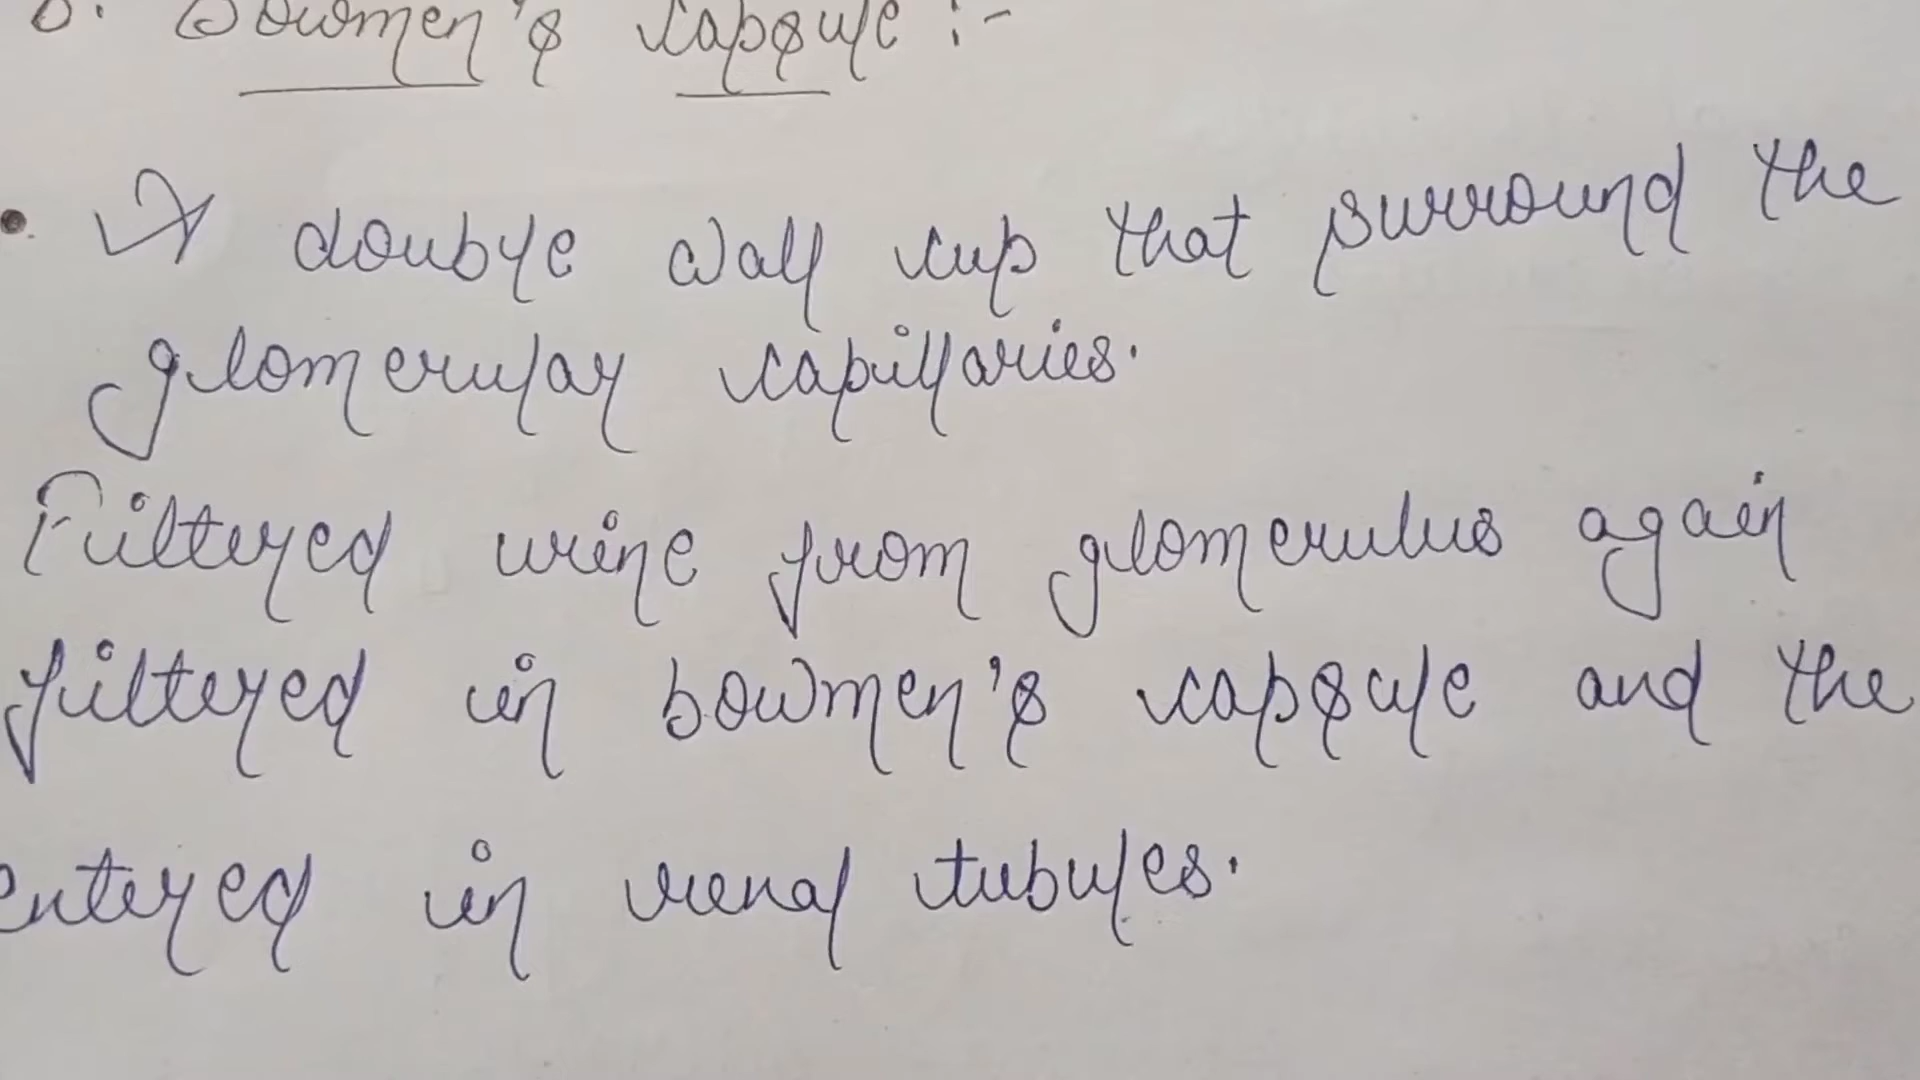 Bowmen's capsule :-
• A double wall cup that surround the
glomerular capillaries.
Filtered urine from glomerulus again
filtered in bowmen's capsule and the
entered in renal tubules.